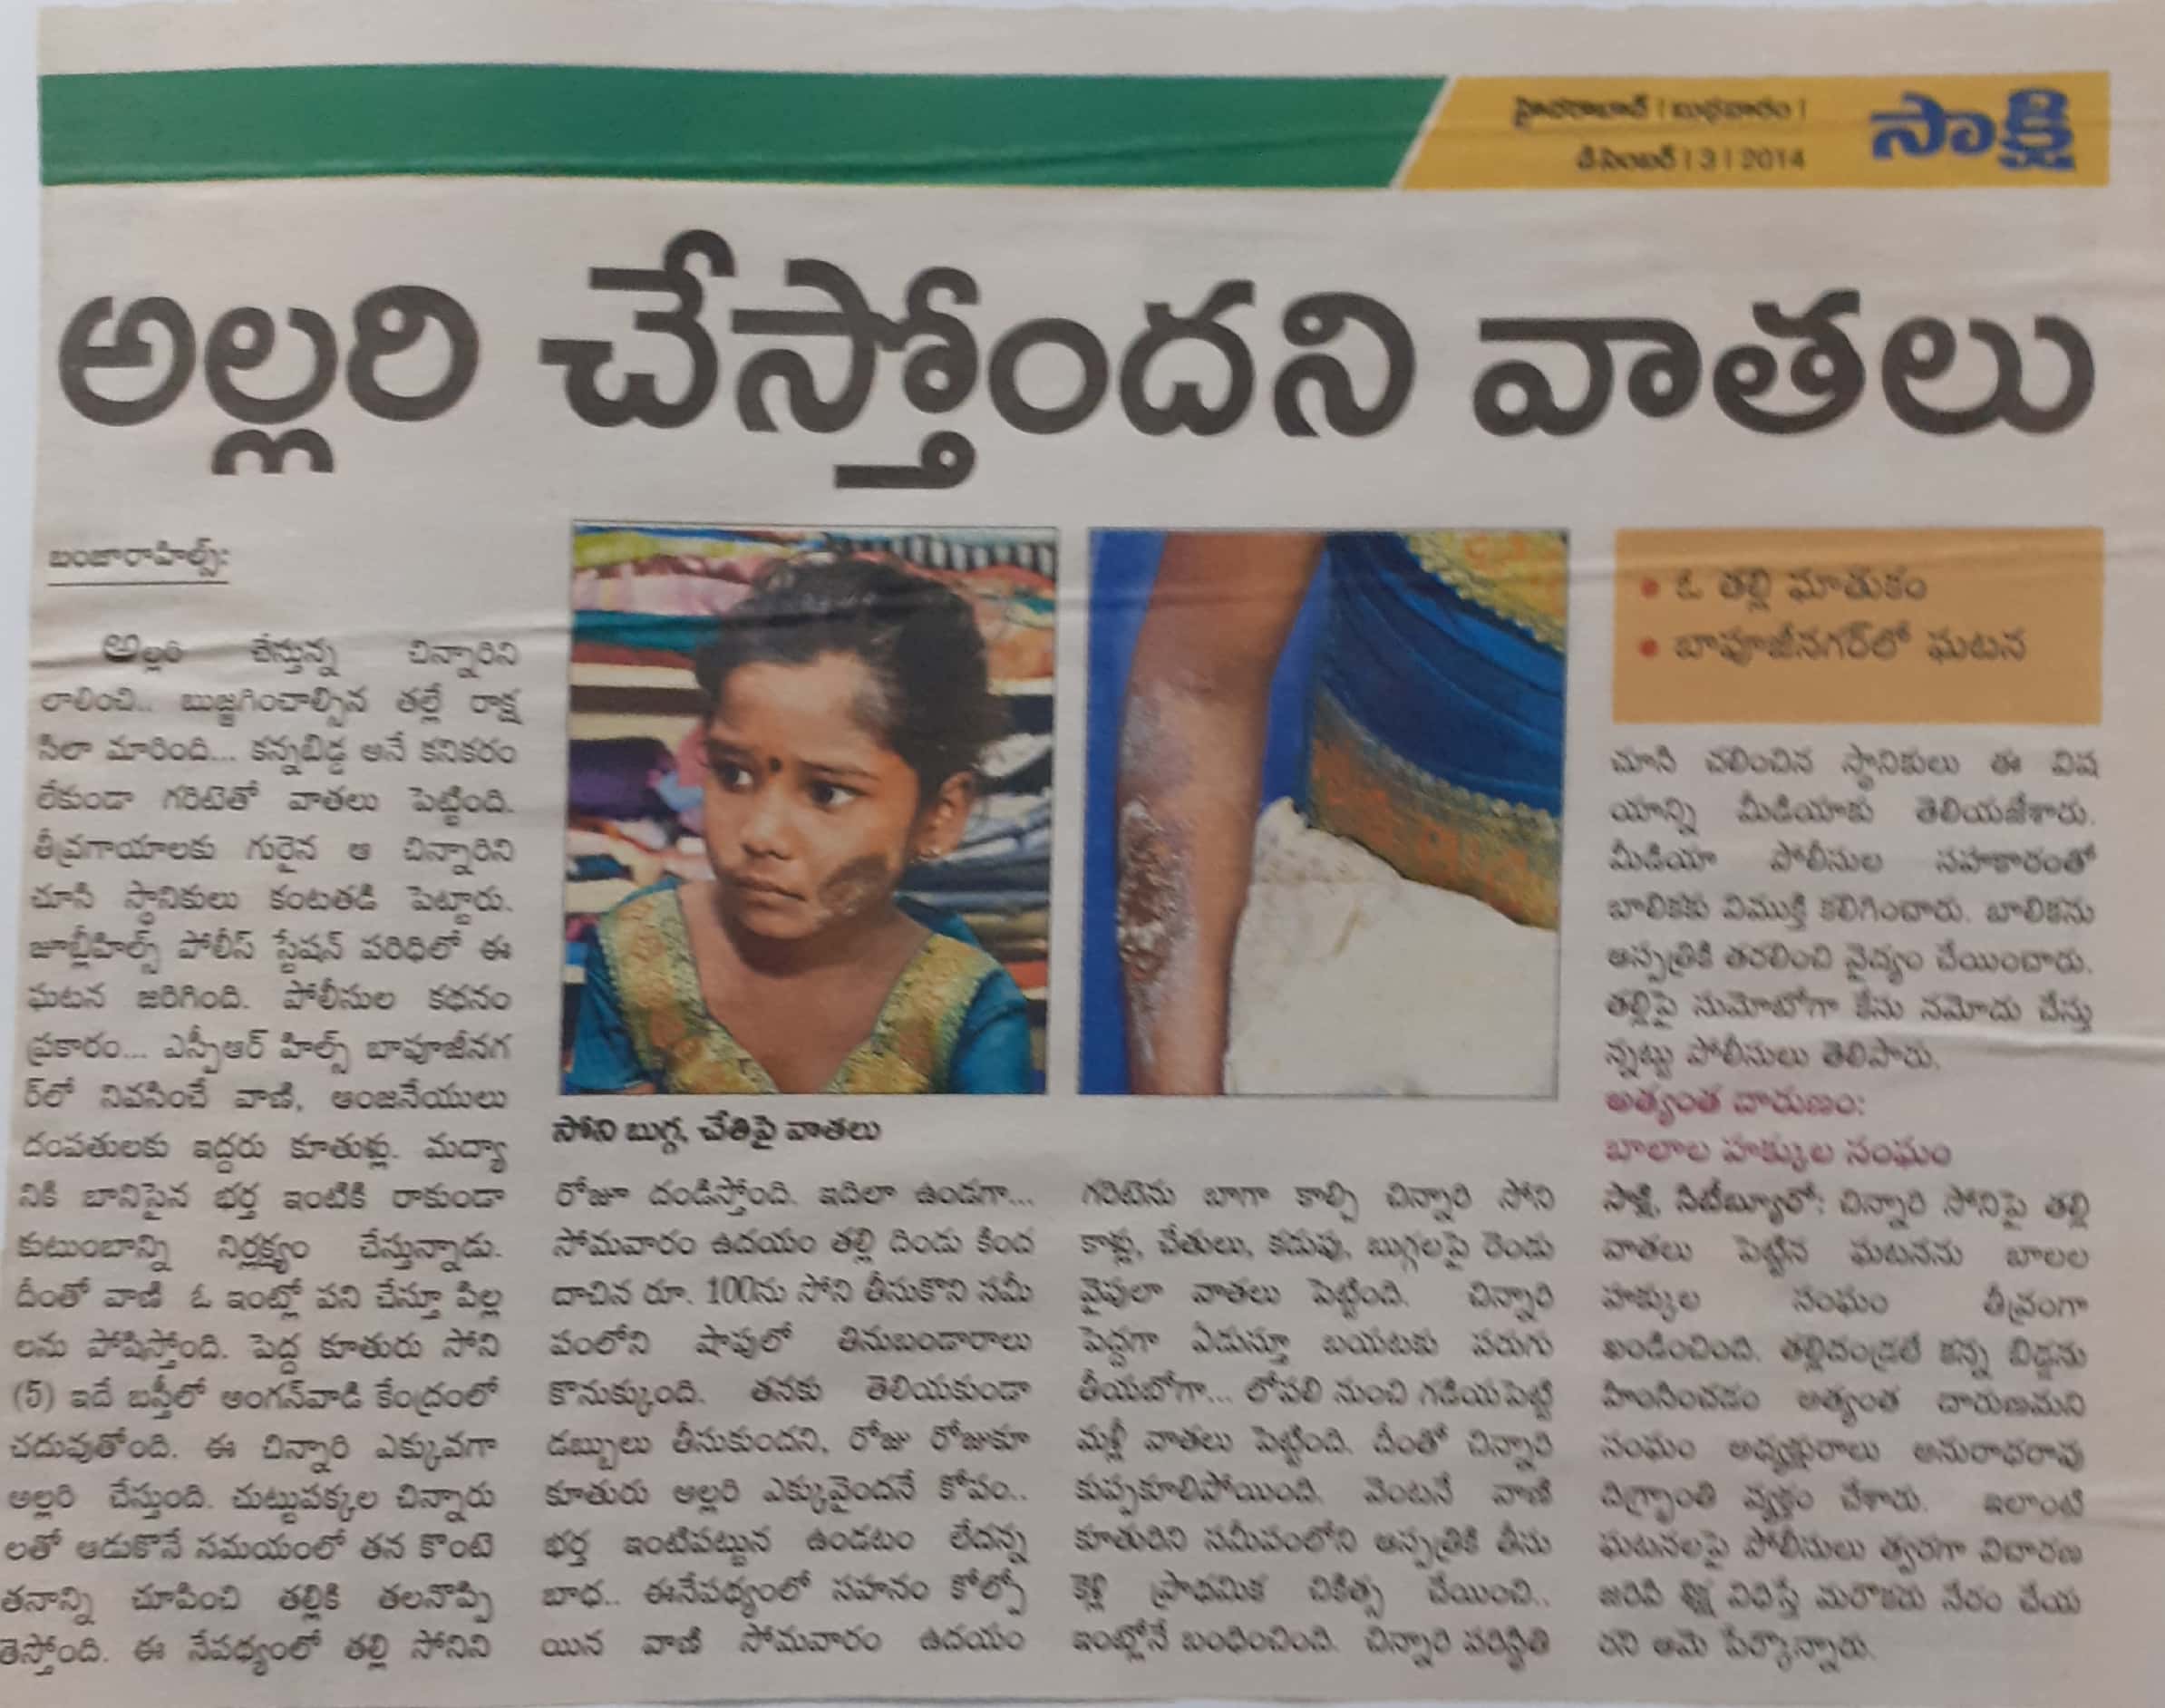 హైదరాబాద్ | బుధవారం |
డిసెంబర్ | 3 | 2014
సాక్షి
అల్లరి చేస్తోందని వాతలు
బంజారాహిల్స్:
అల్లరి చేస్తున్న చిన్నారిని
లాలించి.. బుజ్జగించాల్సిన తల్లే రాక్ష
సిలా మారింది... కన్నబిడ్డ అనే కనికరం
లేకుండా గరిటెతో వాతలు పెట్టింది.
తీవ్రగాయాలకు గురైన ఆ చిన్నారిని
చూసి స్థానికులు కంటతడి పెట్టారు.
జూబ్లీహిల్స్ పోలీస్ స్టేషన్ పరిధిలో ఈ
ఘటన జరిగింది. పోలీసుల కథనం
ప్రకారం... ఎస్పీఆర్ హిల్స్ బాపూజీనగ
ర్‌లో నివసించే వాణి, ఆంజనేయులు
దంపతులకు ఇద్దరు కూతుళ్లు. మద్యా
నికి బానిసైన భర్త ఇంటికి రాకుండా
కుటుంబాన్ని నిర్లక్ష్యం చేస్తున్నాడు.
దీంతో వాణి ఓ ఇంట్లో పని చేస్తూ పిల్ల
లను పోషిస్తోంది. పెద్ద కూతురు సోని
(5) ఇదే బస్తీలో అంగన్‌వాడి కేంద్రంలో
చదువుతోంది. ఈ చిన్నారి ఎక్కువగా
అల్లరి చేస్తుంది. చుట్టుపక్కల చిన్నారు
లతో ఆడుకొనే సమయంలో తన కొంటె
తనాన్ని చూపించి తల్లికి తలనొప్పి
తెస్తోంది. ఈ నేపథ్యంలో తల్లి సోనిని
సోని బుగ్గ, చేతిపై వాతలు
రోజూ దండిస్తోంది. ఇదిలా ఉండగా...
సోమవారం ఉదయం తల్లి దిండు కింద
దాచిన రూ. 100ను సోని తీసుకొని సమీ
పంలోని షాపులో తినుబండారాలు
కొనుక్కుంది. తనకు తెలియకుండా
డబ్బులు తీసుకుందని, రోజు రోజుకూ
కూతురు అల్లరి ఎక్కువైందనే కోపం..
భర్త ఇంటిపట్టున ఉండటం లేదన్న
బాధ.. ఈనేపథ్యంలో సహనం కోల్పో
యిన వాణి సోమవారం ఉదయం
గరిటెను బాగా కాల్చి చిన్నారి సోని
కాళ్లు, చేతులు, కడుపు, బుగ్గలపై రెండు
వైపులా వాతలు పెట్టింది. చిన్నారి
పెద్దగా ఏడుస్తూ బయటకు పరుగు
తీయబోగా... లోపలి నుంచి గడియపెట్టి
మళ్లీ వాతలు పెట్టింది. దీంతో చిన్నారి
కుప్పకూలిపోయింది. వెంటనే వాణి
కూతురిని సమీపంలోని ఆస్పత్రికి తీసు
కెళ్లి ప్రాథమిక చికిత్స చేయించి..
ఇంట్లోనే బంధించింది. చిన్నారి పరిస్థితి
• ఓ తల్లి ఘాతుకం
• బాపూజీనగర్‌లో ఘటన
చూసి చలించిన స్థానికులు ఈ విష
యాన్ని మీడియాకు తెలియజేశారు.
మీడియా పోలీసుల సహకారంతో
బాలికకు విముక్తి కలిగించారు. బాలికను
ఆస్పత్రికి తరలించి వైద్యం చేయించారు.
తల్లిపై సుమోటోగా కేసు నమోదు చేస్తు
న్నట్టు పోలీసులు తెలిపారు.
అత్యంత దారుణం:
బాలాల హక్కుల సంఘం
సాక్షి, సిటీబ్యూరో: చిన్నారి సోనిపై తల్లి
వాతలు పెట్టిన ఘటనను బాలల
హక్కుల సంఘం తీవ్రంగా
ఖండించింది. తల్లిదండ్రులే కన్న బిడ్డను
హింసించడం అత్యంత దారుణమని
సంఘం అధ్యక్షురాలు అనురాధరావు
దిగ్భ్రాంతి వ్యక్తం చేశారు. ఇలాంటి
ఘటనలపై పోలీసులు త్వరగా విచారణ
జరిపి శిక్ష విధిస్తే మరొకరు నేరం చేయ
రని ఆమె పేర్కొన్నారు.